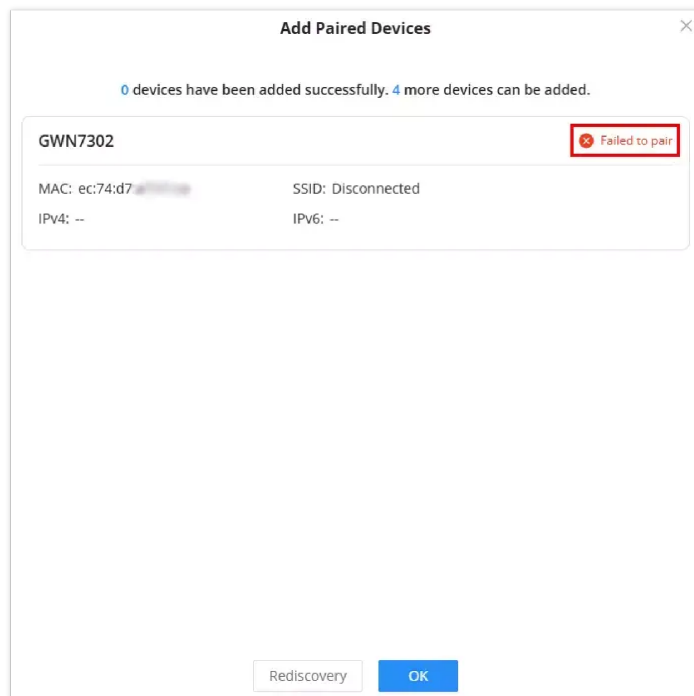 Add Paired Devices
0 devices have been added successfully. 4 more devices can be added.
GWN7302
Failed to pair
MAC: ec:74:d7
SSID: Disconnected
IPv4: --
IPv6: --
Rediscovery
OK